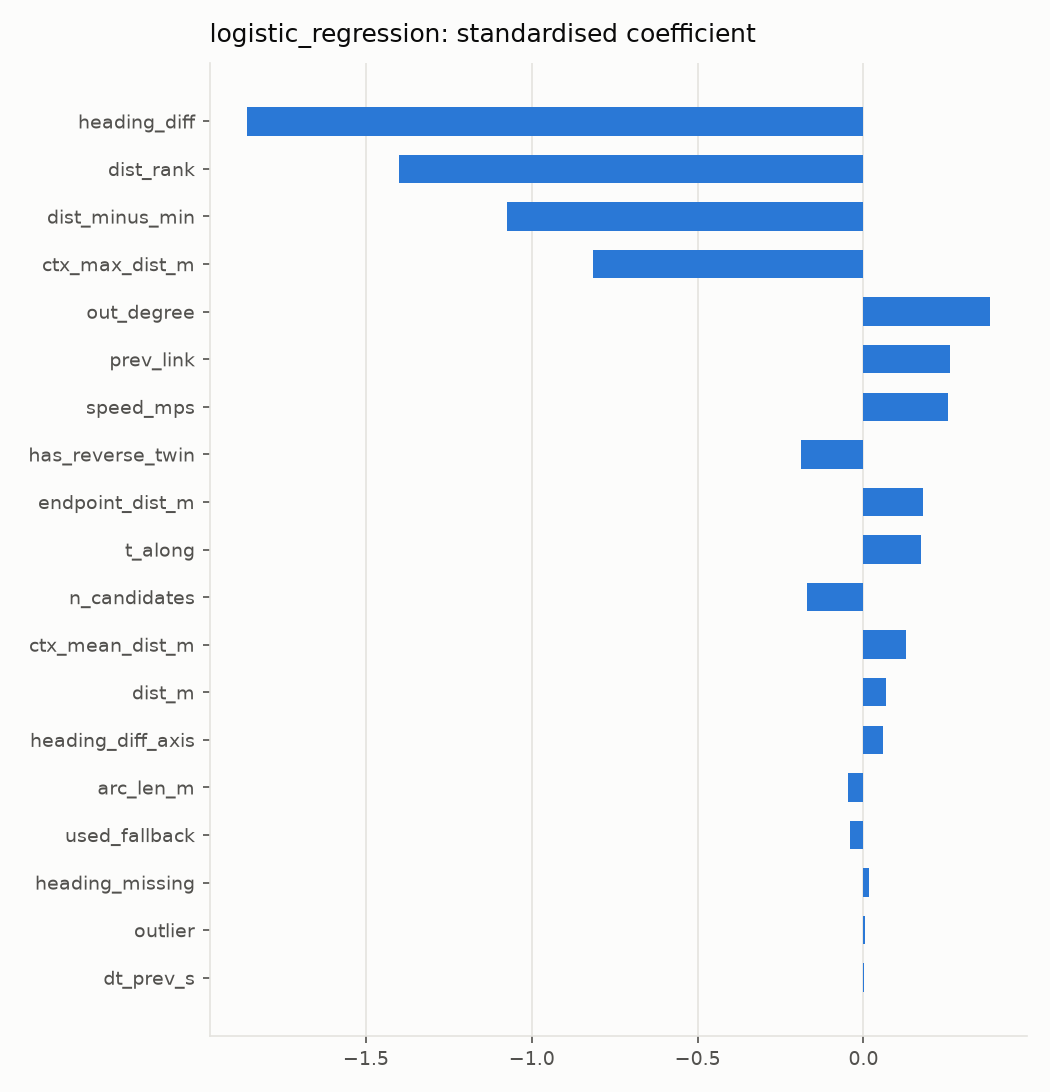 logistic_regression: standardised coefficient
heading_diff
dist_rank
dist_minus_min
ctx_max_dist_m
out_degree
prev_link
speed_mps
has_reverse_twin
endpoint_dist_m
t_along
n_candidates
ctx_mean_dist_m
dist_m
heading_diff_axis
arc_len_m
used_fallback
heading_missing
outlier
dt_prev_s
−1.5 −1.0 −0.5 0.0